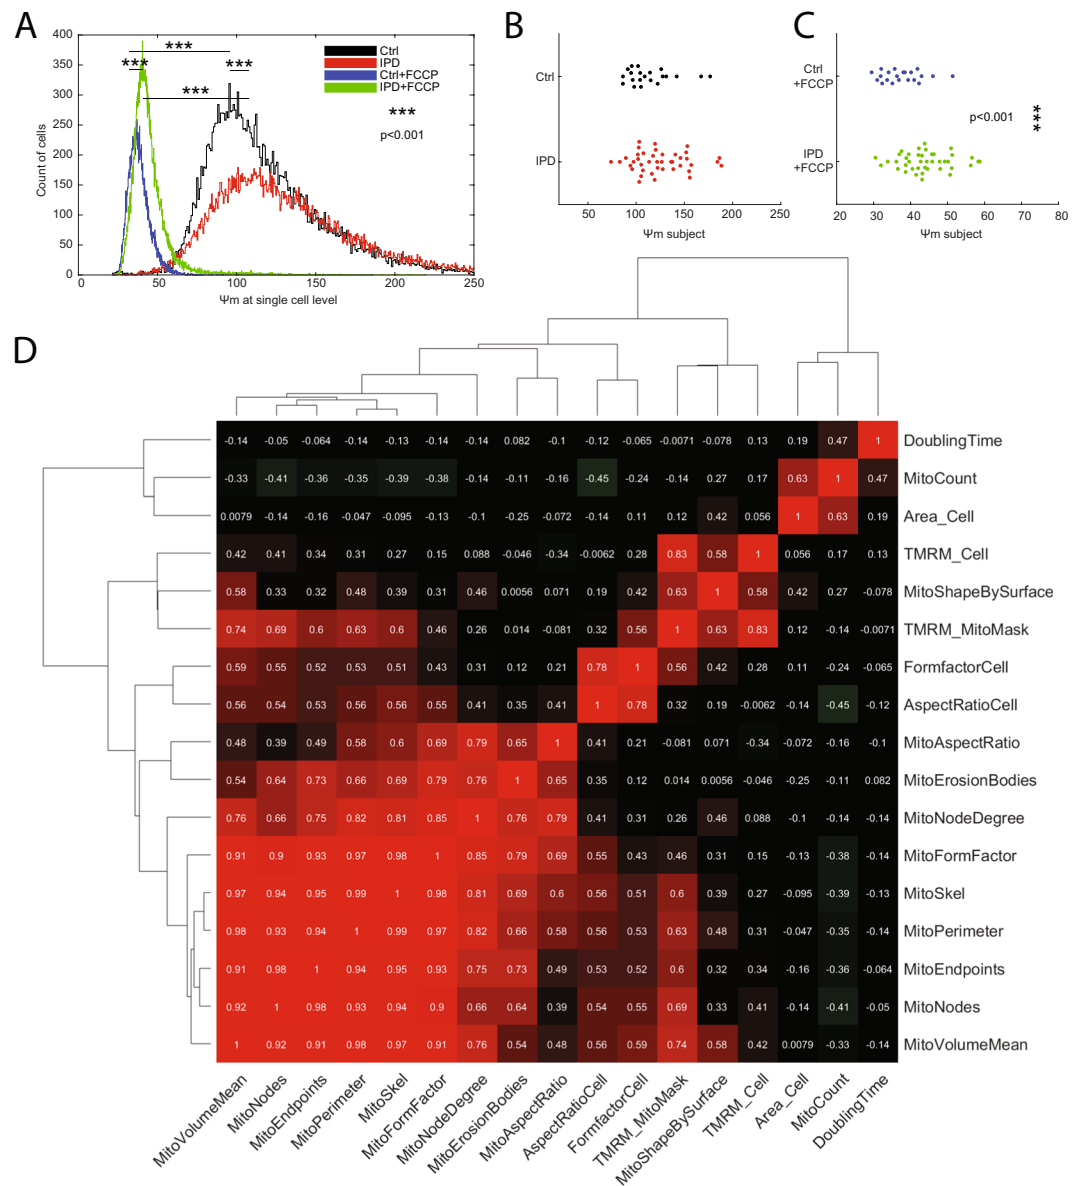 A
400
350
300
250
200
150
100
50
0
Count of cells
0
50
100
150
200
250
Ψm at single cell level
***
***
***
***
Ctrl
IPD
Ctrl+FCCP
IPD+FCCP
***
p<0.001
B
Ctrl
IPD
50
100
150
200
250
Ψm subject
C
Ctrl
+FCCP
IPD
+FCCP
p<0.001
***
20
30
40
50
60
70
80
Ψm subject
D
-0.14 -0.05 -0.064 -0.14 -0.13 -0.14 -0.14 0.082 -0.1 -0.12 -0.065 -0.0071 -0.078 0.13 0.19 0.47 1 DoublingTime
-0.33 -0.41 -0.36 -0.35 -0.39 -0.38 -0.14 -0.11 -0.16 -0.45 -0.24 -0.14 0.27 0.17 0.63 1 0.47 MitoCount
0.0079 -0.14 -0.16 -0.047 -0.095 -0.13 -0.1 -0.25 -0.072 -0.14 0.11 0.12 0.42 0.056 1 0.63 0.19 Area_Cell
0.42 0.41 0.34 0.31 0.27 0.15 0.088 -0.046 -0.34 -0.0062 0.28 0.83 0.58 1 0.056 0.17 0.13 TMRM_Cell
0.58 0.33 0.32 0.48 0.39 0.31 0.46 0.0056 0.071 0.19 0.42 0.63 1 0.58 0.42 0.27 -0.078 MitoShapeBySurface
0.74 0.69 0.6 0.63 0.6 0.46 0.26 0.014 -0.081 0.32 0.56 1 0.63 0.83 0.12 -0.14 -0.0071 TMRM_MitoMask
0.59 0.55 0.52 0.53 0.51 0.43 0.31 0.12 0.21 0.78 1 0.56 0.42 0.28 0.11 -0.24 -0.065 FormfactorCell
0.56 0.54 0.53 0.56 0.56 0.55 0.41 0.35 0.41 1 0.78 0.32 0.19 -0.0062 -0.14 -0.45 -0.12 AspectRatioCell
0.48 0.39 0.49 0.58 0.6 0.69 0.79 0.65 1 0.41 0.21 -0.081 0.071 -0.34 -0.072 -0.16 -0.1 MitoAspectRatio
0.54 0.64 0.73 0.66 0.69 0.79 0.76 1 0.65 0.35 0.12 0.014 0.0056 -0.046 -0.25 -0.11 0.082 MitoErosionBodies
0.76 0.66 0.75 0.82 0.81 0.85 1 0.76 0.79 0.41 0.31 0.26 0.46 0.088 -0.1 -0.14 -0.14 MitoNodeDegree
0.91 0.9 0.93 0.97 0.98 1 0.85 0.79 0.69 0.55 0.43 0.46 0.31 0.15 -0.13 -0.38 -0.14 MitoFormFactor
0.97 0.94 0.95 0.99 1 0.98 0.81 0.69 0.6 0.56 0.51 0.6 0.39 0.27 -0.095 -0.39 -0.13 MitoSkel
0.98 0.93 0.94 1 0.99 0.97 0.82 0.66 0.58 0.56 0.53 0.63 0.48 0.31 -0.047 -0.35 -0.14 MitoPerimeter
0.91 0.98 1 0.94 0.95 0.93 0.75 0.73 0.49 0.53 0.52 0.6 0.32 0.34 -0.16 -0.36 -0.064 MitoEndpoints
0.92 1 0.98 0.93 0.94 0.9 0.66 0.64 0.39 0.54 0.55 0.69 0.33 0.41 -0.14 -0.41 -0.05 MitoNodes
1 0.92 0.91 0.98 0.97 0.91 0.76 0.54 0.48 0.56 0.59 0.74 0.58 0.42 0.0079 -0.33 -0.14 MitoVolumeMean
MitoVolumeMean
MitoNodes
MitoEndpoints
MitoPerimeter
MitoSkel
MitoFormFactor
MitoNodeDegree
MitoErosionBodies
MitoAspectRatio
AspectRatioCell
FormfactorCell
TMRM_MitoMask
MitoShapeBySurface
TMRM_Cell
Area_Cell
MitoCount
DoublingTime